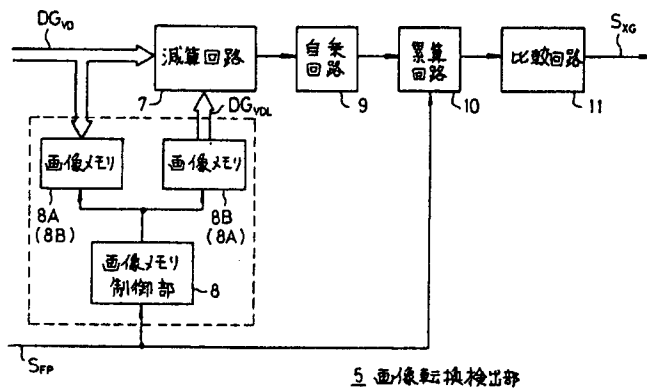 DG_VD
減算回路
7
自乗
回路
9
累算
回路
10
比較回路
11
S_XG
DG_VDL
画像メモリ
8A
(8B)
画像メモリ
8B
(8A)
画像メモリ
制御部
8
S_FP
5 画像転換検出部